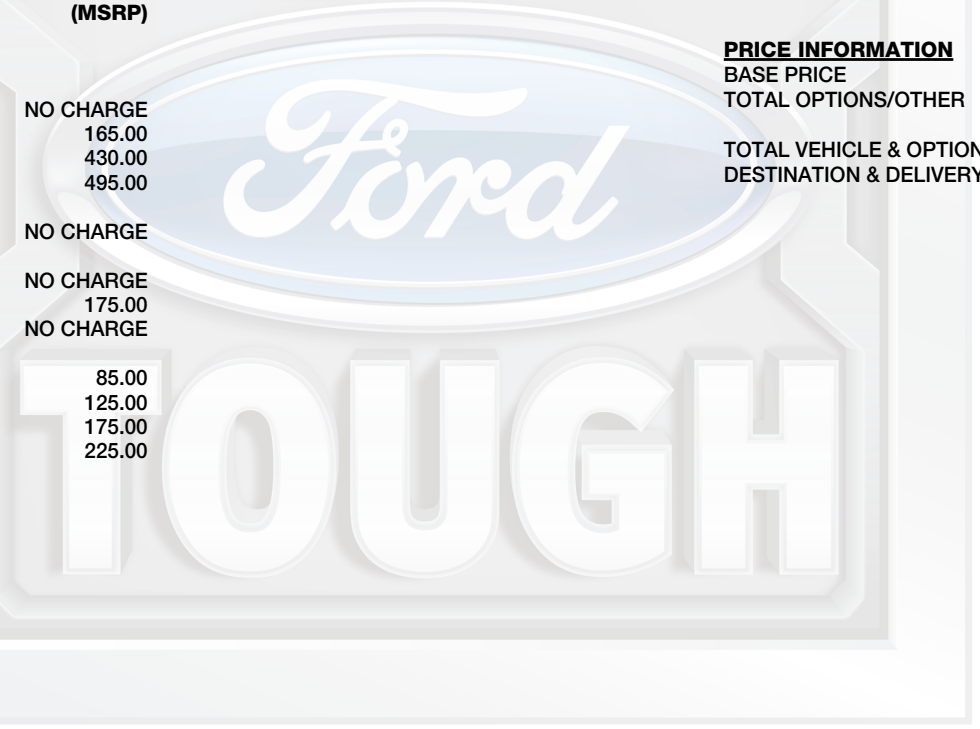 (MSRP)
NO CHARGE
165.00
430.00
495.00
NO CHARGE
NO CHARGE
175.00
NO CHARGE
85.00
125.00
175.00
225.00
PRICE INFORMATION
BASE PRICE
TOTAL OPTIONS/OTHER
TOTAL VEHICLE & OPTION
DESTINATION & DELIVERY
Ford
TOUGH